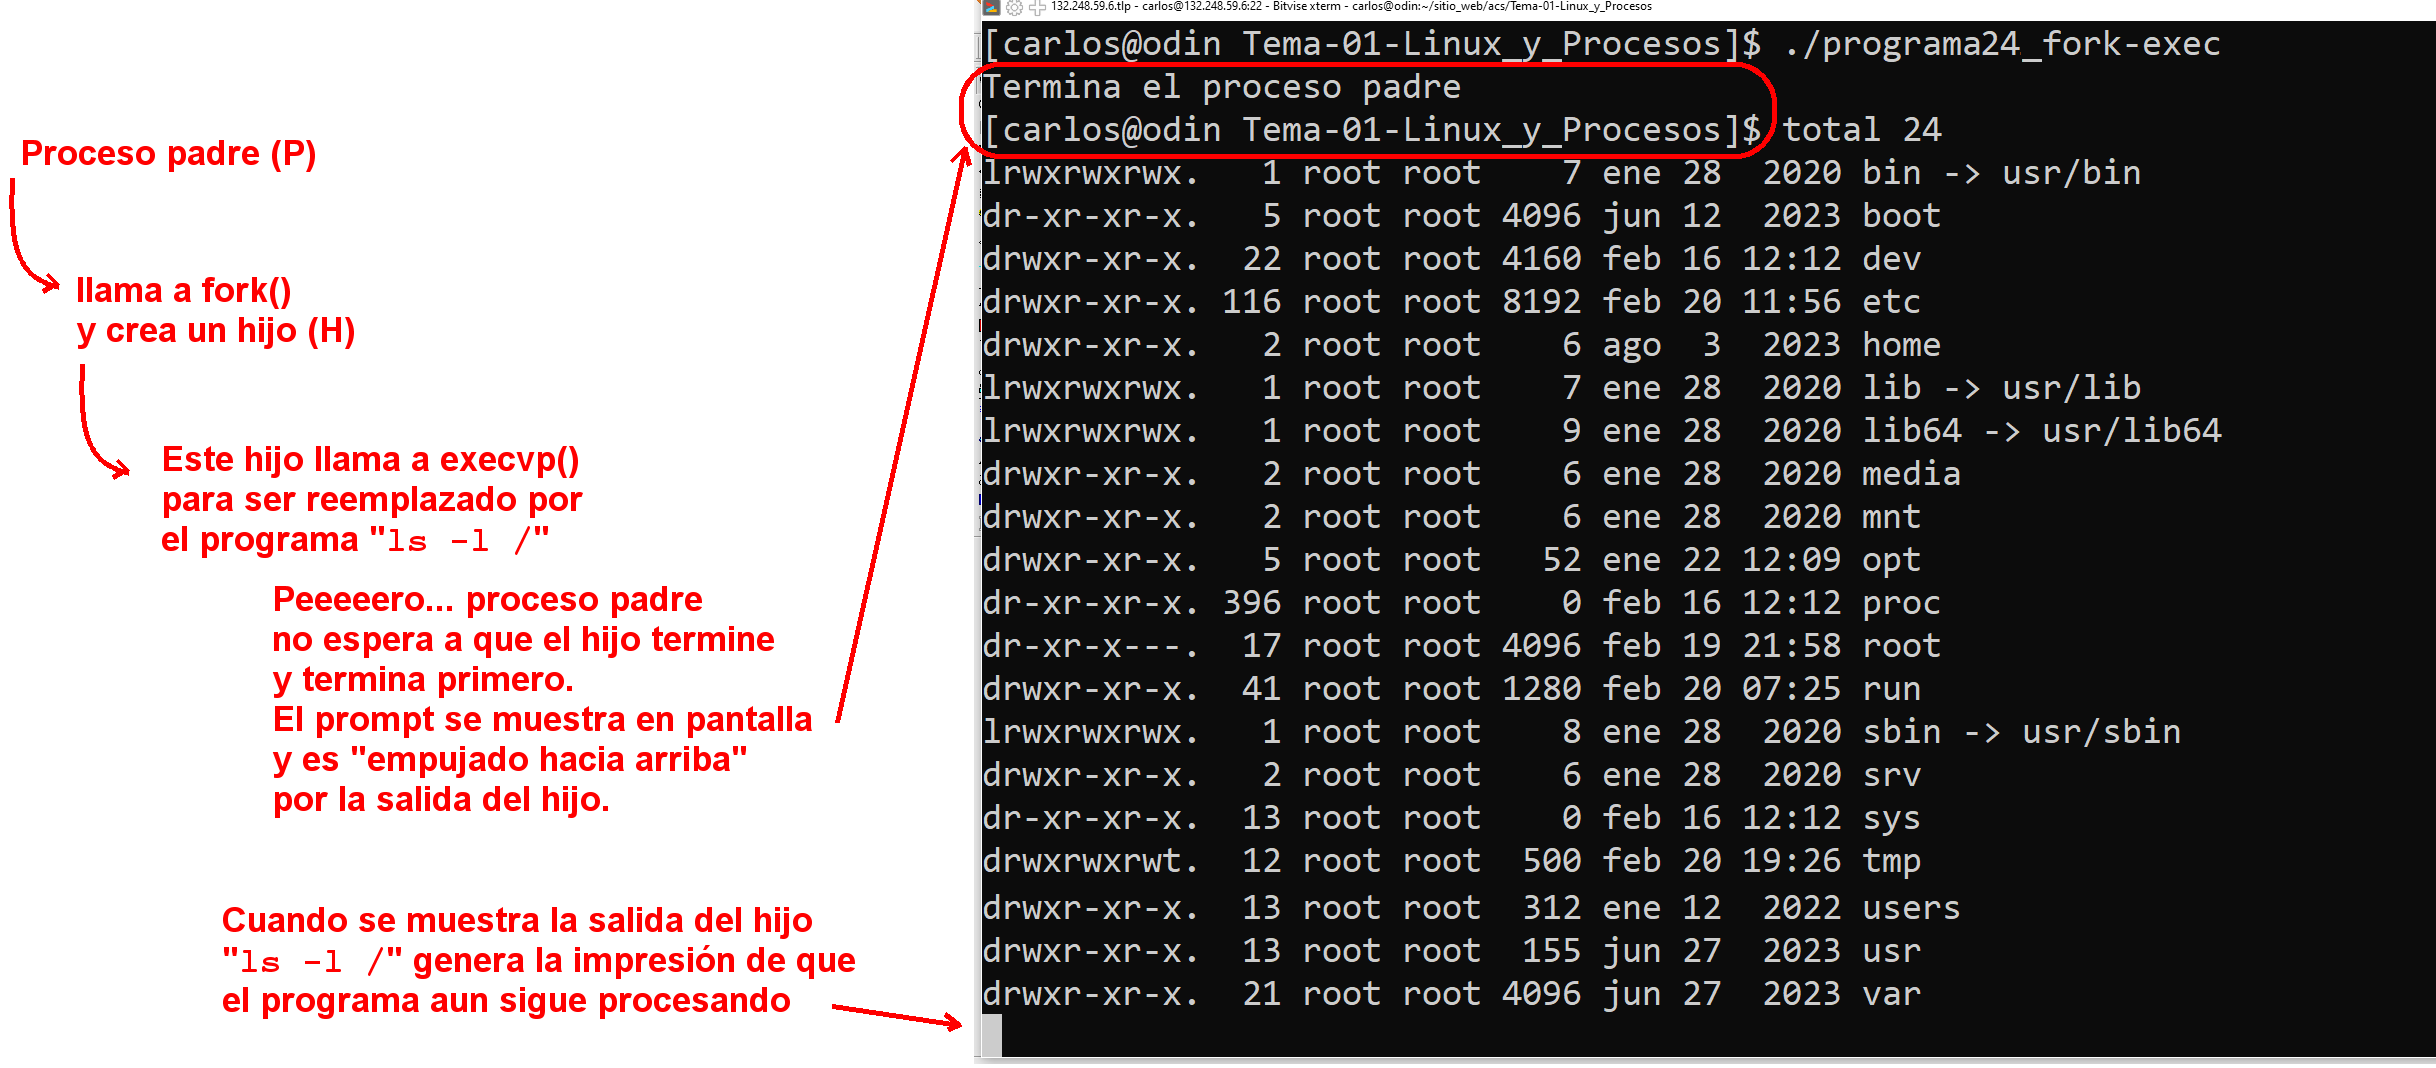 132.248.59.6.tlp - carlos@132.248.59.6:22 - Bitvise xterm - carlos@odin:~/sitio_web/acs/Tema-01-Linux_y_Procesos
[carlos@odin Tema-01-Linux_y_Procesos]$ ./programa24_fork-exec
Termina el proceso padre
[carlos@odin Tema-01-Linux_y_Procesos]$ total 24
lrwxrwxrwx.   1 root root    7 ene 28  2020 bin -> usr/bin
dr-xr-xr-x.   5 root root 4096 jun 12  2023 boot
drwxr-xr-x.  22 root root 4160 feb 16 12:12 dev
drwxr-xr-x. 116 root root 8192 feb 20 11:56 etc
drwxr-xr-x.   2 root root    6 ago  3  2023 home
lrwxrwxrwx.   1 root root    7 ene 28  2020 lib -> usr/lib
lrwxrwxrwx.   1 root root    9 ene 28  2020 lib64 -> usr/lib64
drwxr-xr-x.   2 root root    6 ene 28  2020 media
drwxr-xr-x.   2 root root    6 ene 28  2020 mnt
drwxr-xr-x.   5 root root   52 ene 22 12:09 opt
dr-xr-xr-x. 396 root root    0 feb 16 12:12 proc
dr-xr-x---.  17 root root 4096 feb 19 21:58 root
drwxr-xr-x.  41 root root 1280 feb 20 07:25 run
lrwxrwxrwx.   1 root root    8 ene 28  2020 sbin -> usr/sbin
drwxr-xr-x.   2 root root    6 ene 28  2020 srv
dr-xr-xr-x.  13 root root    0 feb 16 12:12 sys
drwxrwxrwt.  12 root root  500 feb 20 19:26 tmp
drwxr-xr-x.  13 root root  312 ene 12  2022 users
drwxr-xr-x.  13 root root  155 jun 27  2023 usr
drwxr-xr-x.  21 root root 4096 jun 27  2023 var
Proceso padre (P)
llama a fork()
y crea un hijo (H)
Este hijo llama a execvp()
para ser reemplazado por
el programa "ls -l /"
Peeeeero... proceso padre
no espera a que el hijo termine
y termina primero.
El prompt se muestra en pantalla
y es "empujado hacia arriba"
por la salida del hijo.
Cuando se muestra la salida del hijo
"ls -l /" genera la impresión de que
el programa aun sigue procesando